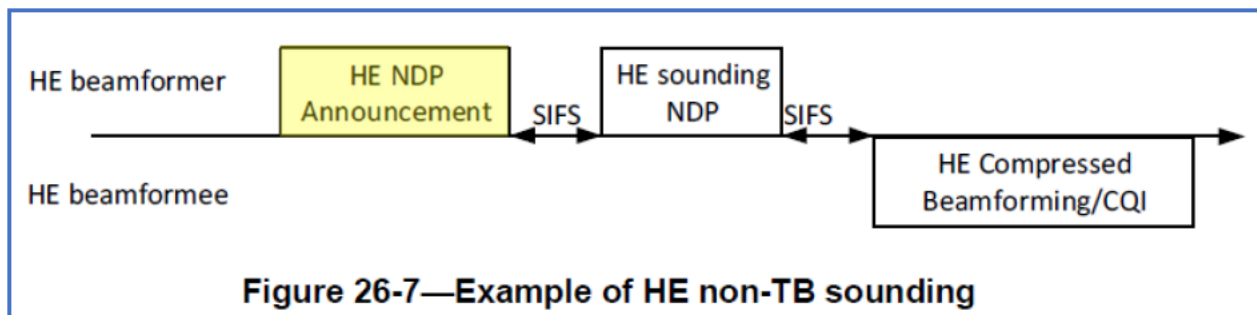 HE beamformer
HE NDP
Announcement
SIFS
HE sounding
NDP
SIFS
HE beamformee
HE Compressed
Beamforming/CQI
Figure 26-7—Example of HE non-TB sounding